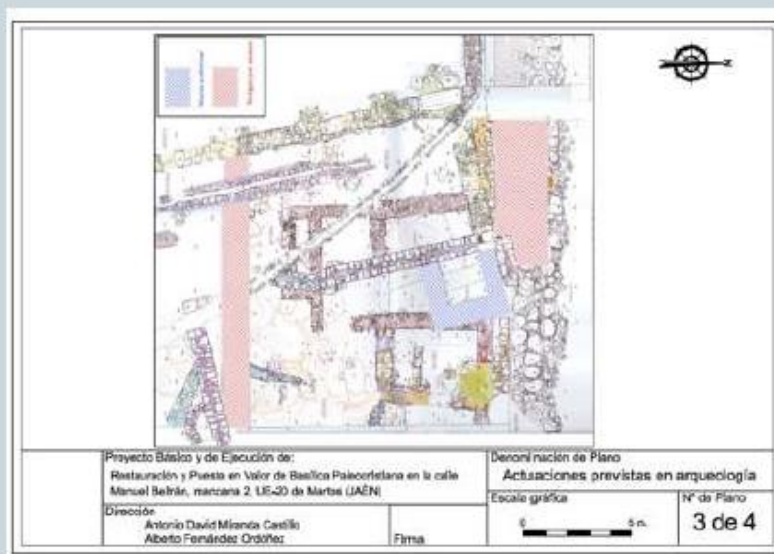 N
Proyecto Básico y de Ejecución de:
Restauración y Puesta en Valor de Basílica Paleocristiana en la calle
Manuel Beltrán, manzana 2, UE-20 de Martos (JAÉN)
Dirección
Antonio David Miranda Castillo
Alberto Fernández Ordóñez
Firma
Denominación de Plano
Actuaciones previstas en arqueología
Escala gráfica
0 5 m.
Nº de Plano
3 de 4